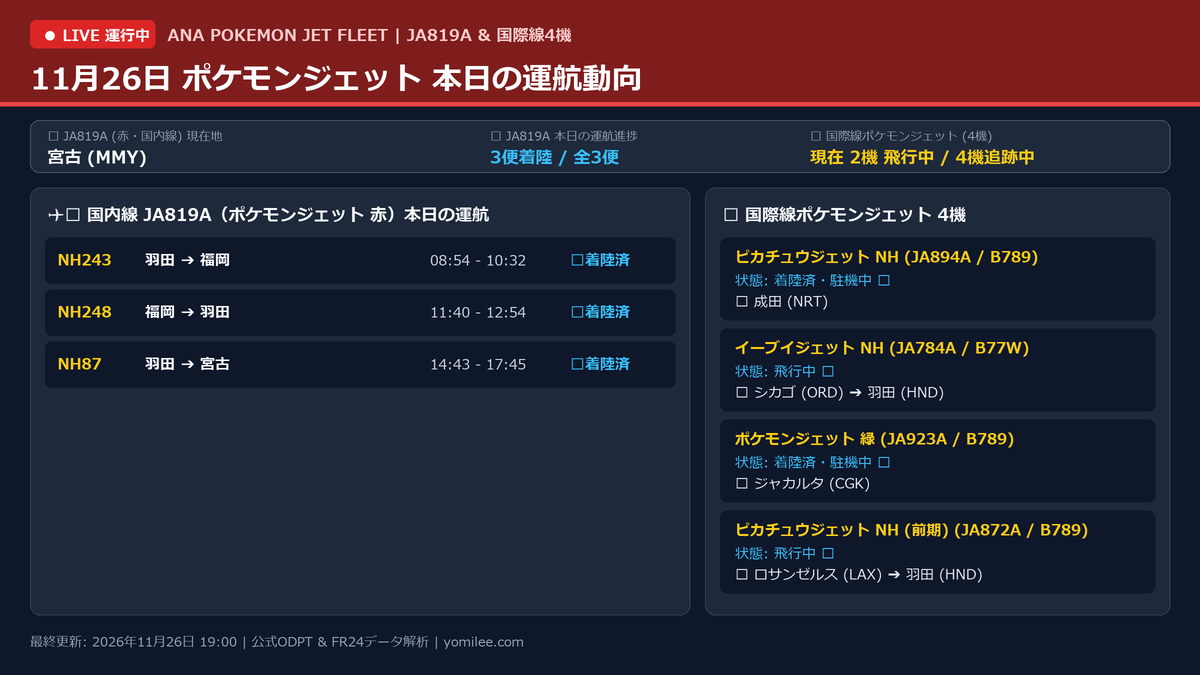 ● LIVE 運行中 ANA POKEMON JET FLEET | JA819A & 国際線4機
11月26日 ポケモンジェット 本日の運航動向
□ JA819A (赤・国内線) 現在地
宮古 (MMY)
□ JA819A 本日の運航進捗
3便着陸 / 全3便
□ 国際線ポケモンジェット (4機)
現在 2機 飛行中 / 4機追跡中
✈□ 国内線 JA819A（ポケモンジェット 赤）本日の運航
NH243 羽田 → 福岡 08:54 - 10:32 □着陸済
NH248 福岡 → 羽田 11:40 - 12:54 □着陸済
NH87 羽田 → 宮古 14:43 - 17:45 □着陸済
□ 国際線ポケモンジェット 4機
ピカチュウジェット NH (JA894A / B789)
状態: 着陸済・駐機中 □
□ 成田 (NRT)
イーブイジェット NH (JA784A / B77W)
状態: 飛行中 □
□ シカゴ (ORD) → 羽田 (HND)
ポケモンジェット 緑 (JA923A / B789)
状態: 着陸済・駐機中 □
□ ジャカルタ (CGK)
ピカチュウジェット NH (前期) (JA872A / B789)
状態: 飛行中 □
□ ロサンゼルス (LAX) → 羽田 (HND)
最終更新: 2026年11月26日 19:00 | 公式ODPT & FR24データ解析 | yomilee.com